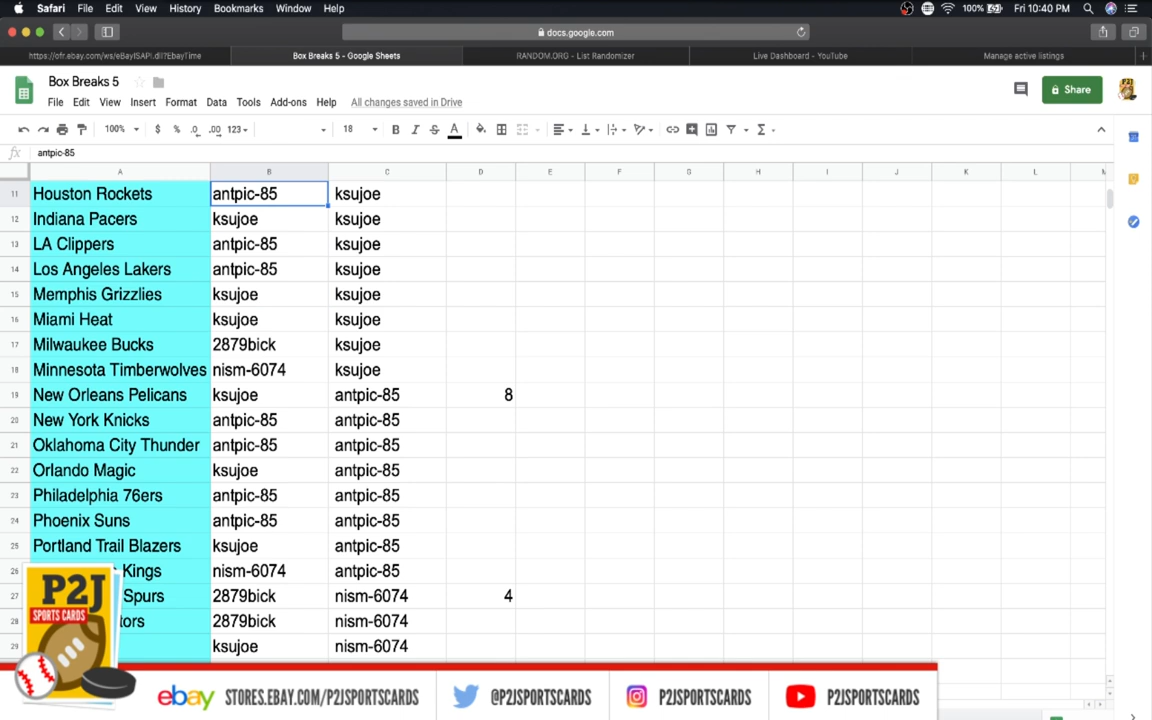 Safari File Edit View History Bookmarks Window Help 100% Fri 10:40 PM
docs.google.com
https://ofr.ebay.com/ws/eBayISAPI.dll?EbayTime Box Breaks 5 - Google Sheets RANDOM.ORG - List Randomizer Live Dashboard - YouTube Manage active listings
Box Breaks 5
File Edit View Insert Format Data Tools Add-ons Help All changes saved in Drive Share
100% $ % .0 .00 123 18 B I S A
fx antpic-85
A B C D E F G H I J K L M
11 Houston Rockets antpic-85 ksujoe
12 Indiana Pacers ksujoe ksujoe
13 LA Clippers antpic-85 ksujoe
14 Los Angeles Lakers antpic-85 ksujoe
15 Memphis Grizzlies ksujoe ksujoe
16 Miami Heat ksujoe ksujoe
17 Milwaukee Bucks 2879bick ksujoe
18 Minnesota Timberwolves nism-6074 ksujoe
19 New Orleans Pelicans ksujoe antpic-85 8
20 New York Knicks antpic-85 antpic-85
21 Oklahoma City Thunder antpic-85 antpic-85
22 Orlando Magic ksujoe antpic-85
23 Philadelphia 76ers antpic-85 antpic-85
24 Phoenix Suns antpic-85 antpic-85
25 Portland Trail Blazers ksujoe antpic-85
26 Kings nism-6074 antpic-85
27 Spurs 2879bick nism-6074 4
28 tors 2879bick nism-6074
29 ksujoe nism-6074
P2J
SPORTS CARDS
ebay STORES.EBAY.COM/P2JSPORTSCARDS @P2JSPORTSCARDS P2JSPORTSCARDS P2JSPORTSCARDS